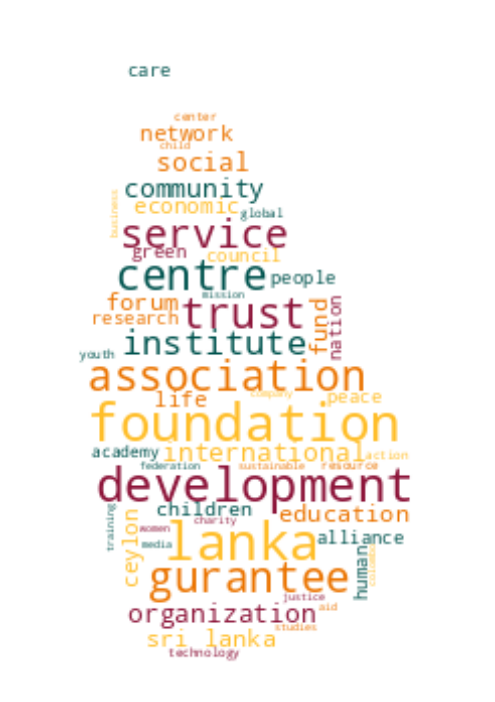 care
center
network
child
social
community
business
economic
global
service
green
council
centre
people
mission
forum
research
trust
fund
nation
institute
youth
association
life
company
peace
foundation
academy
international
action
federation
sustainable
resource
development
training
children
charity
education
women
media
ceylon
lanka
alliance
human
colombo
gurantee
justice
organization
aid
studies
sri lanka
technology